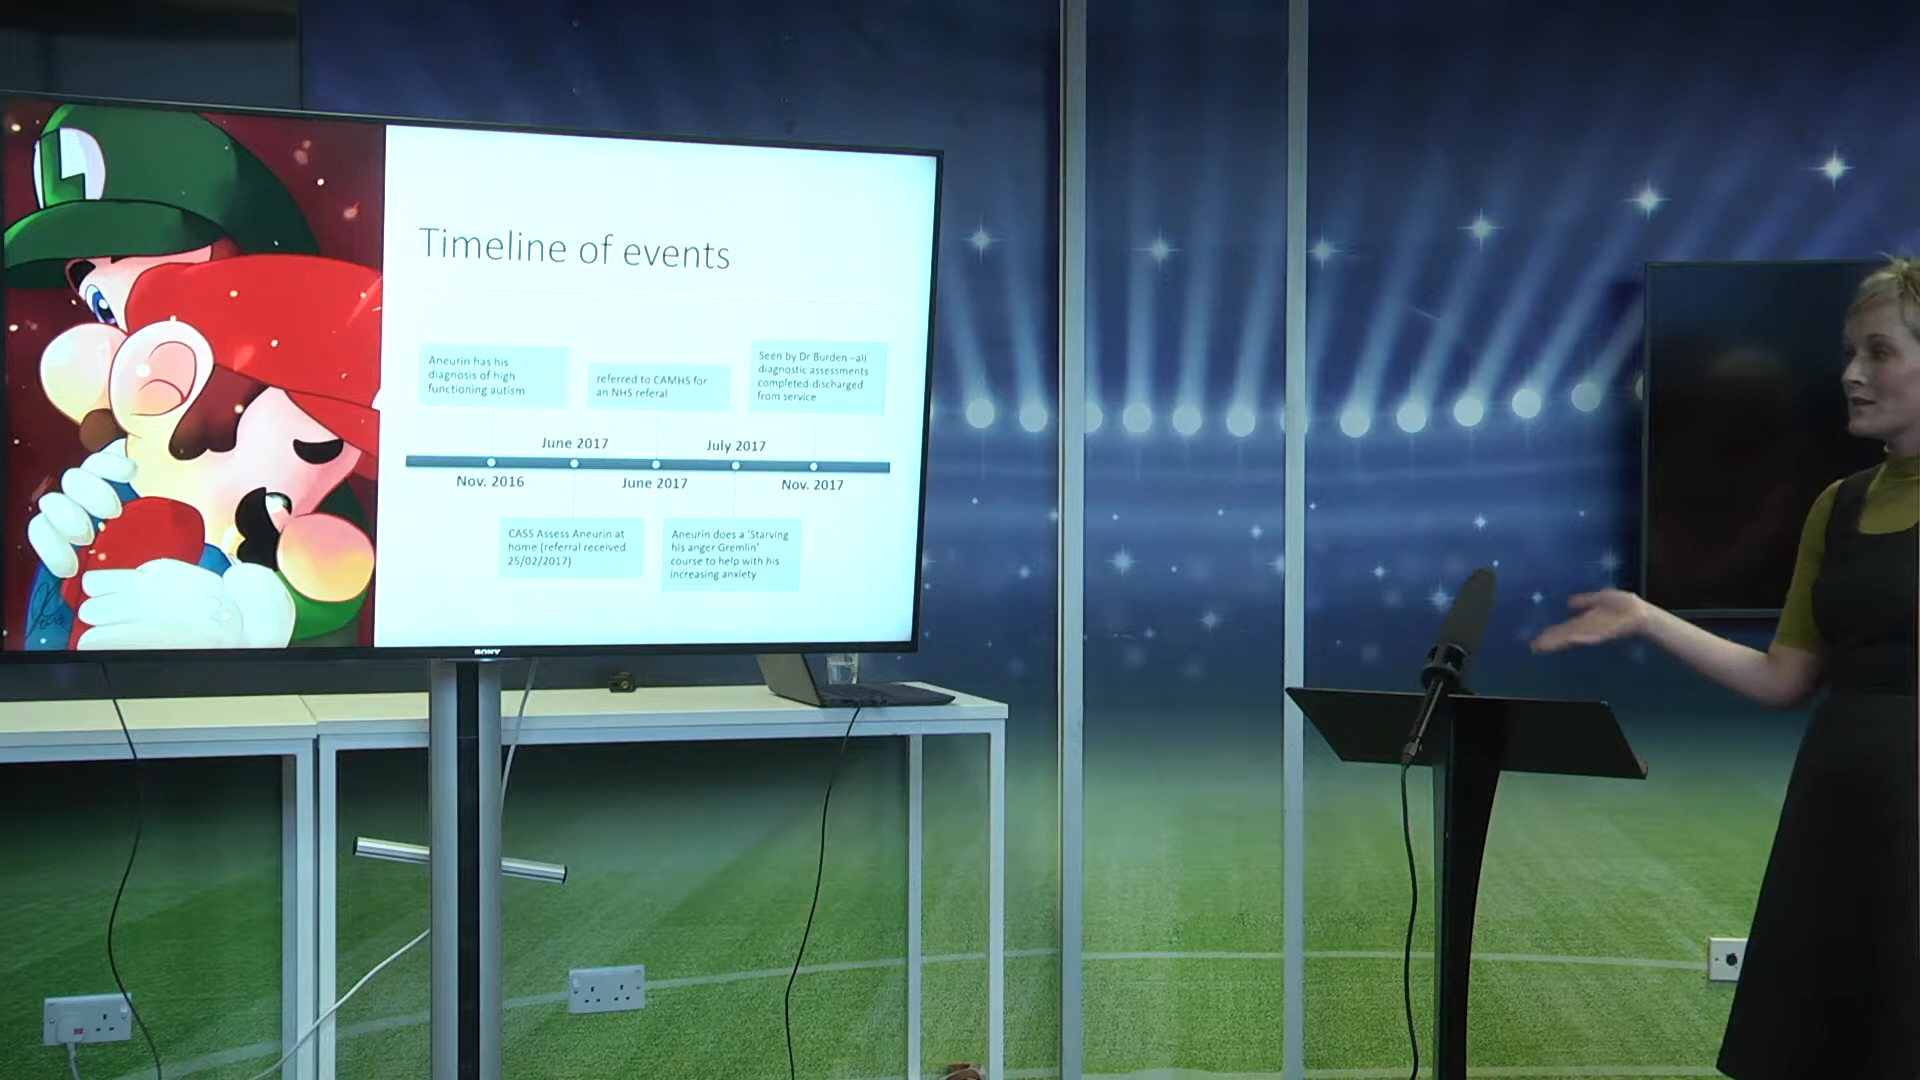 L
Timeline of events
Aneurin has his
diagnosis of high
functioning autism
referred to CAMHS for
an NHS referal
Seen by Dr Burden –all
diagnostic assessments
completed discharged
from service
June 2017
July 2017
Nov. 2016
June 2017
Nov. 2017
CASS Assess Aneurin at
home (referral received
25/02/2017)
Aneurin does a ‘Starving
his anger Gremlin’
course to help with his
increasing anxiety
SONY